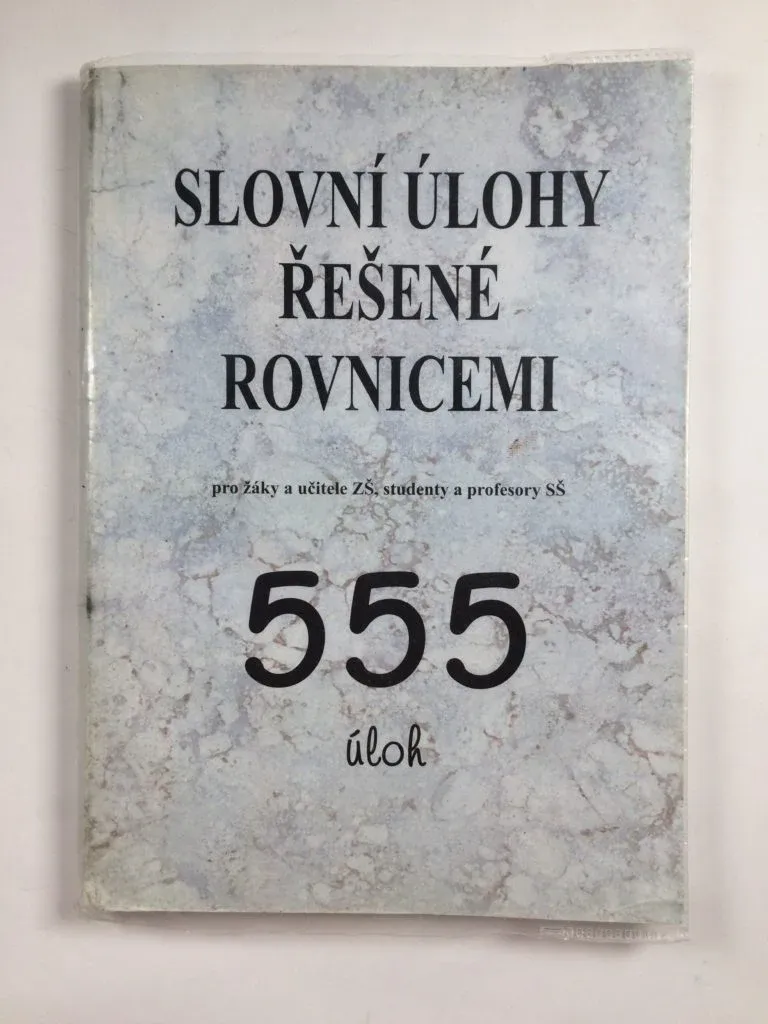 SLOVNÍ ÚLOHY
ŘEŠENÉ
ROVNICEMI
pro žáky a učitele ZŠ, studenty a profesory SŠ
555
úloh